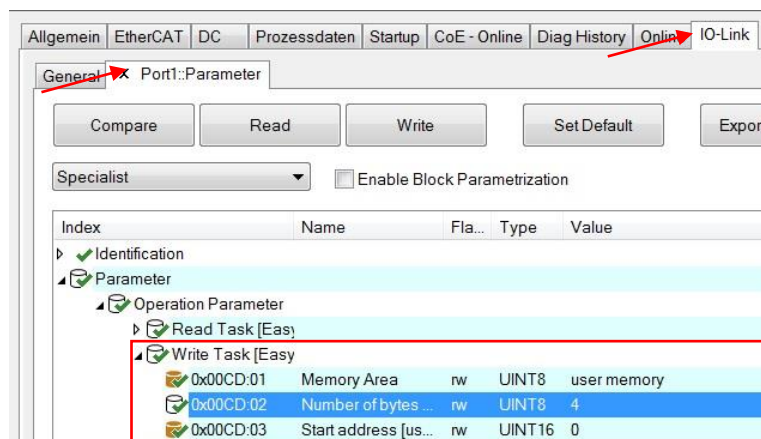 Allgemein EtherCAT DC Prozessdaten Startup CoE - Online Diag History Online IO-Link
General Port1::Parameter
Compare Read Write Set Default Expor
Specialist Enable Block Parametrization
Index Name Fla... Type Value
Identification
Parameter
Operation Parameter
Read Task [Easy
Write Task [Easy
0x00CD:01 Memory Area rw UINT8 user memory
0x00CD:02 Number of bytes ... rw UINT8 4
0x00CD:03 Start address [us... rw UINT16 0